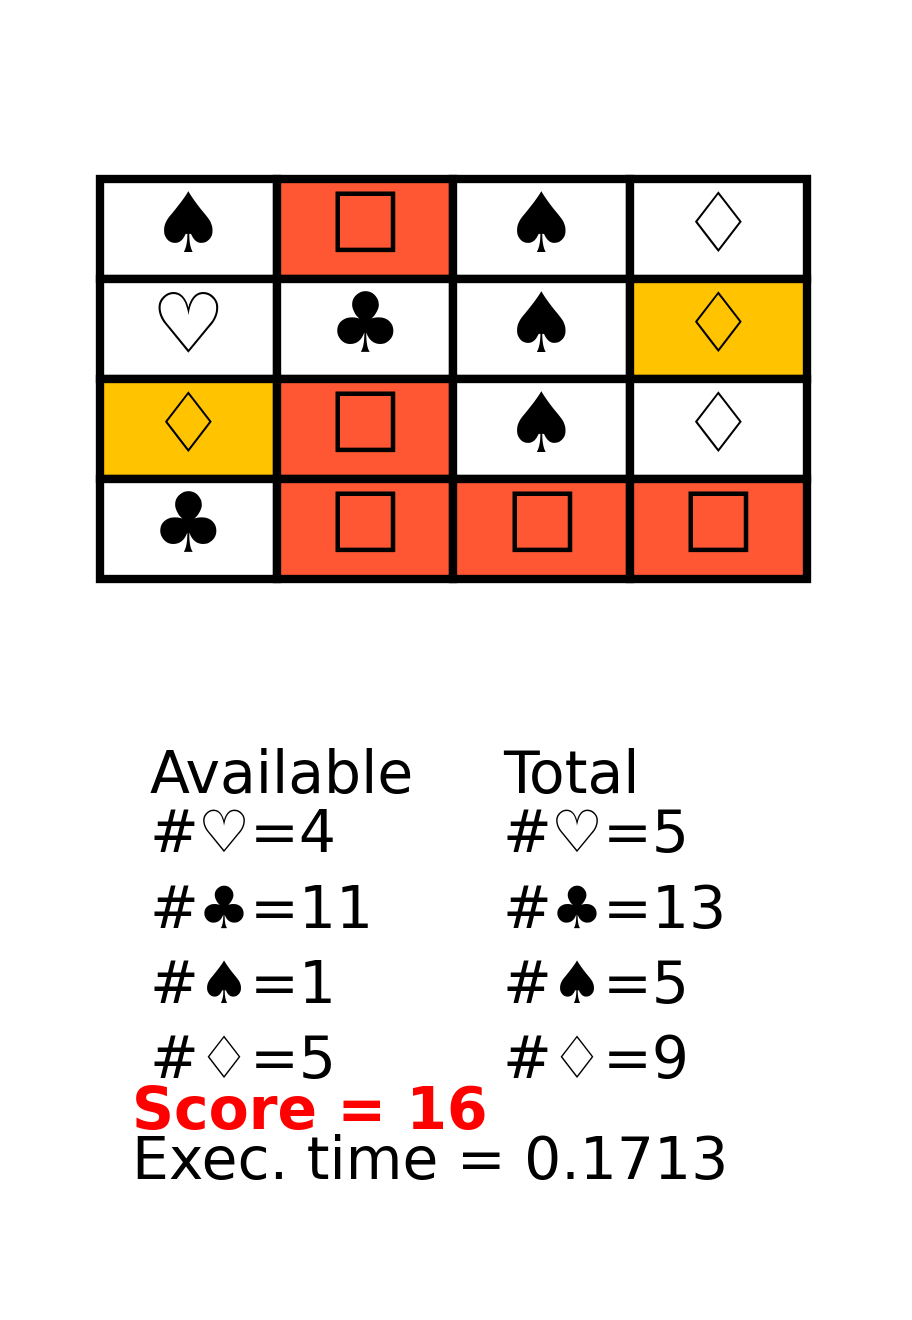 ♠ □ ♠ ♢
♡ ♣ ♠ ♢
♢ □ ♠ ♢
♣ □ □ □
Available Total
#♡=4 #♡=5
#♣=11 #♣=13
#♠=1 #♠=5
#♢=5 #♢=9
Score = 16
Exec. time = 0.1713